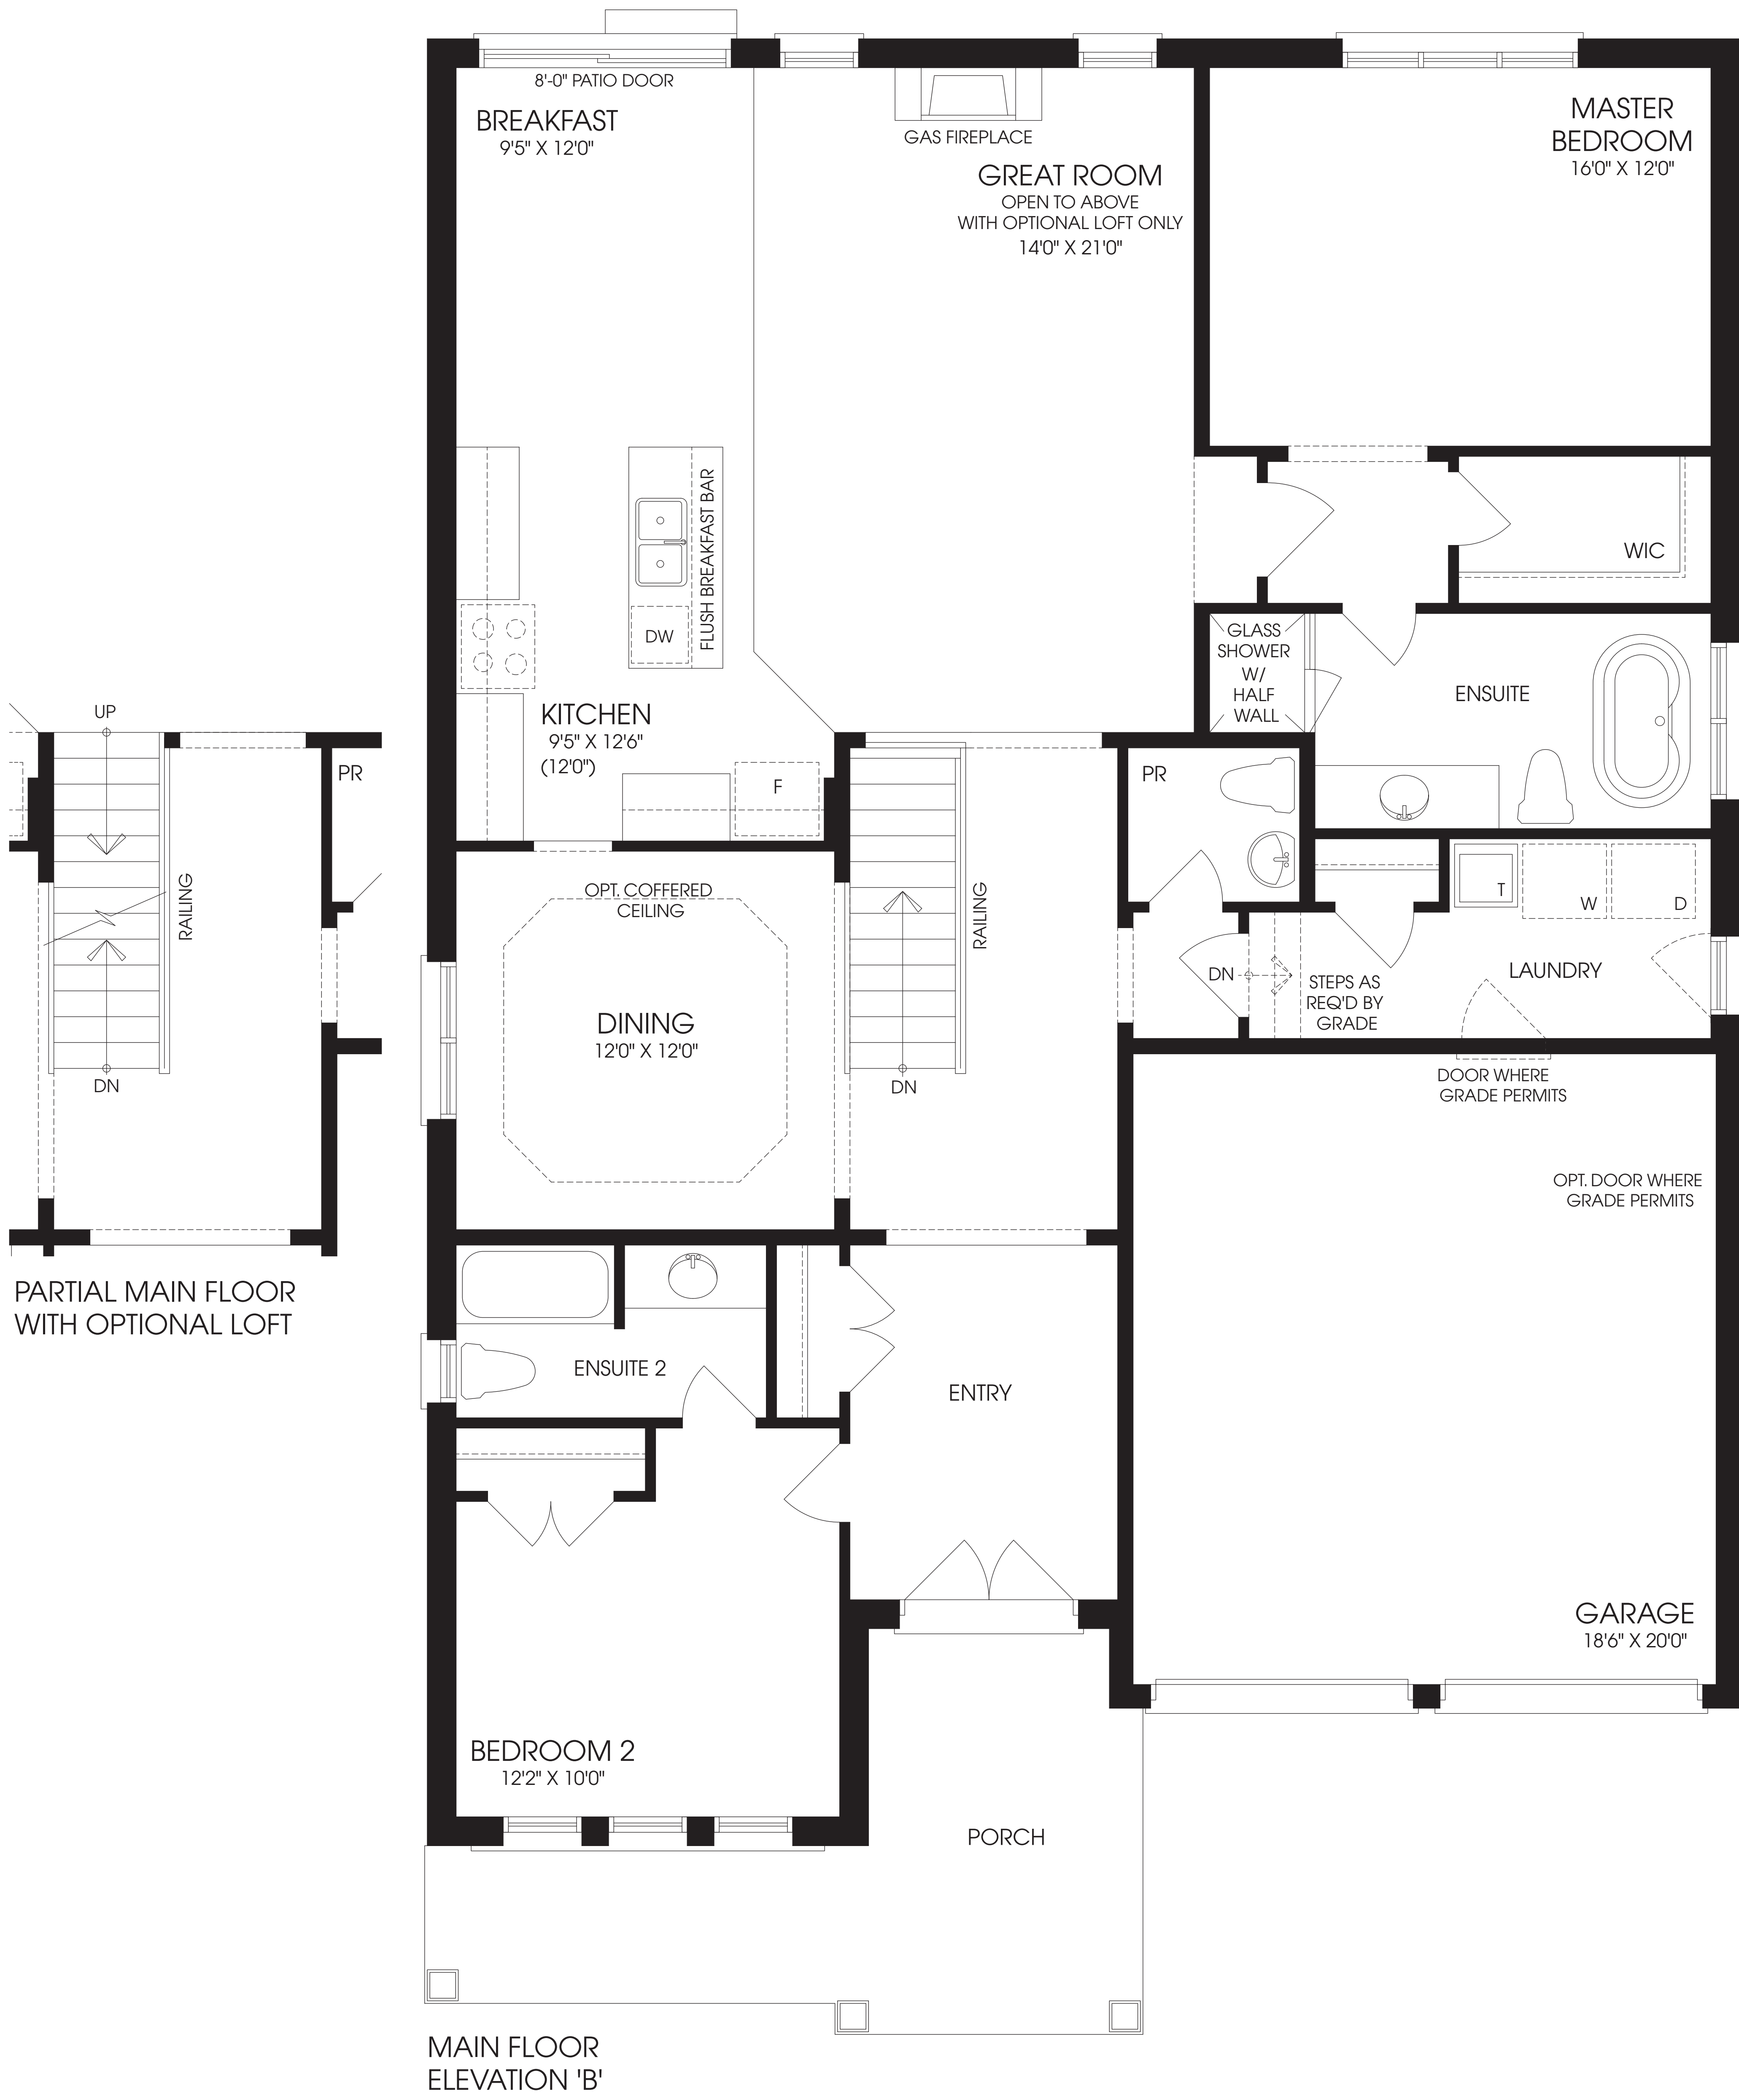 8'-0" PATIO DOOR
BREAKFAST
9'5" X 12'0"
GAS FIREPLACE
GREAT ROOM
OPEN TO ABOVE
WITH OPTIONAL LOFT ONLY
14'0" X 21'0"
MASTER
BEDROOM
16'0" X 12'0"
FLUSH BREAKFAST BAR
DW
WIC
GLASS
SHOWER
W/
HALF
WALL
ENSUITE
KITCHEN
9'5" X 12'6"
(12'0")
F
UP
PR
RAILING
DN
PR
OPT. COFFERED
CEILING
RAILING
T
W
D
DN
STEPS AS
REQ'D BY
GRADE
LAUNDRY
DINING
12'0" X 12'0"
DN
DOOR WHERE
GRADE PERMITS
OPT. DOOR WHERE
GRADE PERMITS
PARTIAL MAIN FLOOR
WITH OPTIONAL LOFT
ENSUITE 2
ENTRY
GARAGE
18'6" X 20'0"
BEDROOM 2
12'2" X 10'0"
PORCH
MAIN FLOOR
ELEVATION 'B'